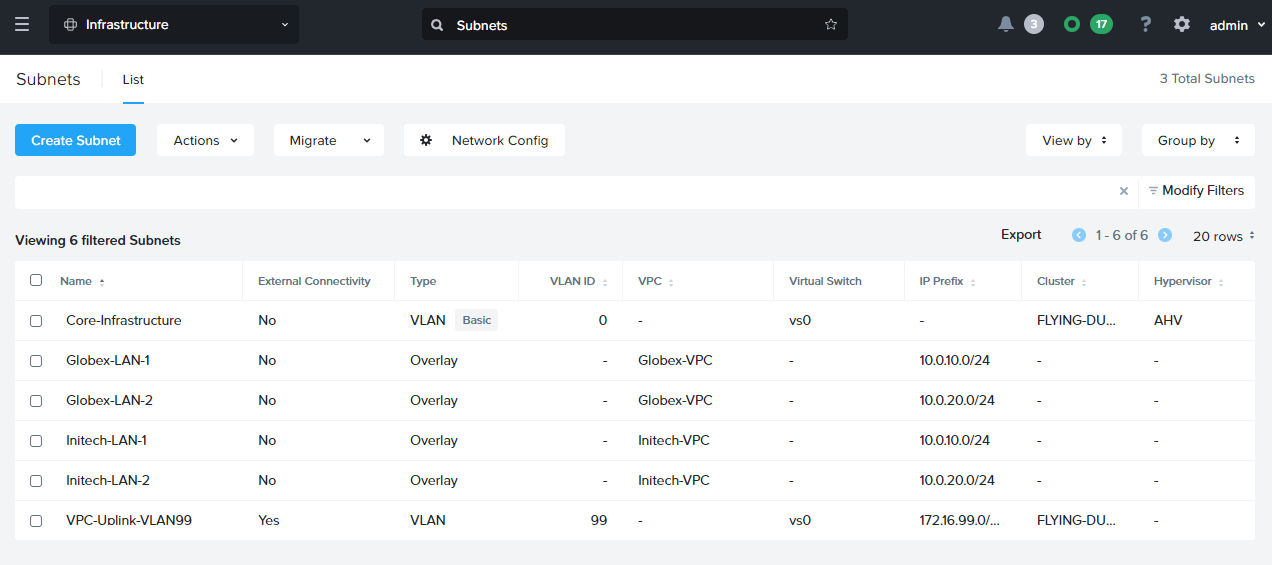 Infrastructure Subnets 3 17 ? admin
Subnets List 3 Total Subnets
Create Subnet Actions Migrate Network Config View by Group by
× Modify Filters
Viewing 6 filtered Subnets Export 1 - 6 of 6 20 rows
Name External Connectivity Type VLAN ID VPC Virtual Switch IP Prefix Cluster Hypervisor
Core-Infrastructure No VLAN Basic 0 - vs0 - FLYING-DU... AHV
Globex-LAN-1 No Overlay - Globex-VPC - 10.0.10.0/24 - -
Globex-LAN-2 No Overlay - Globex-VPC - 10.0.20.0/24 - -
Initech-LAN-1 No Overlay - Initech-VPC - 10.0.10.0/24 - -
Initech-LAN-2 No Overlay - Initech-VPC - 10.0.20.0/24 - -
VPC-Uplink-VLAN99 Yes VLAN 99 - vs0 172.16.99.0/... FLYING-DU... -